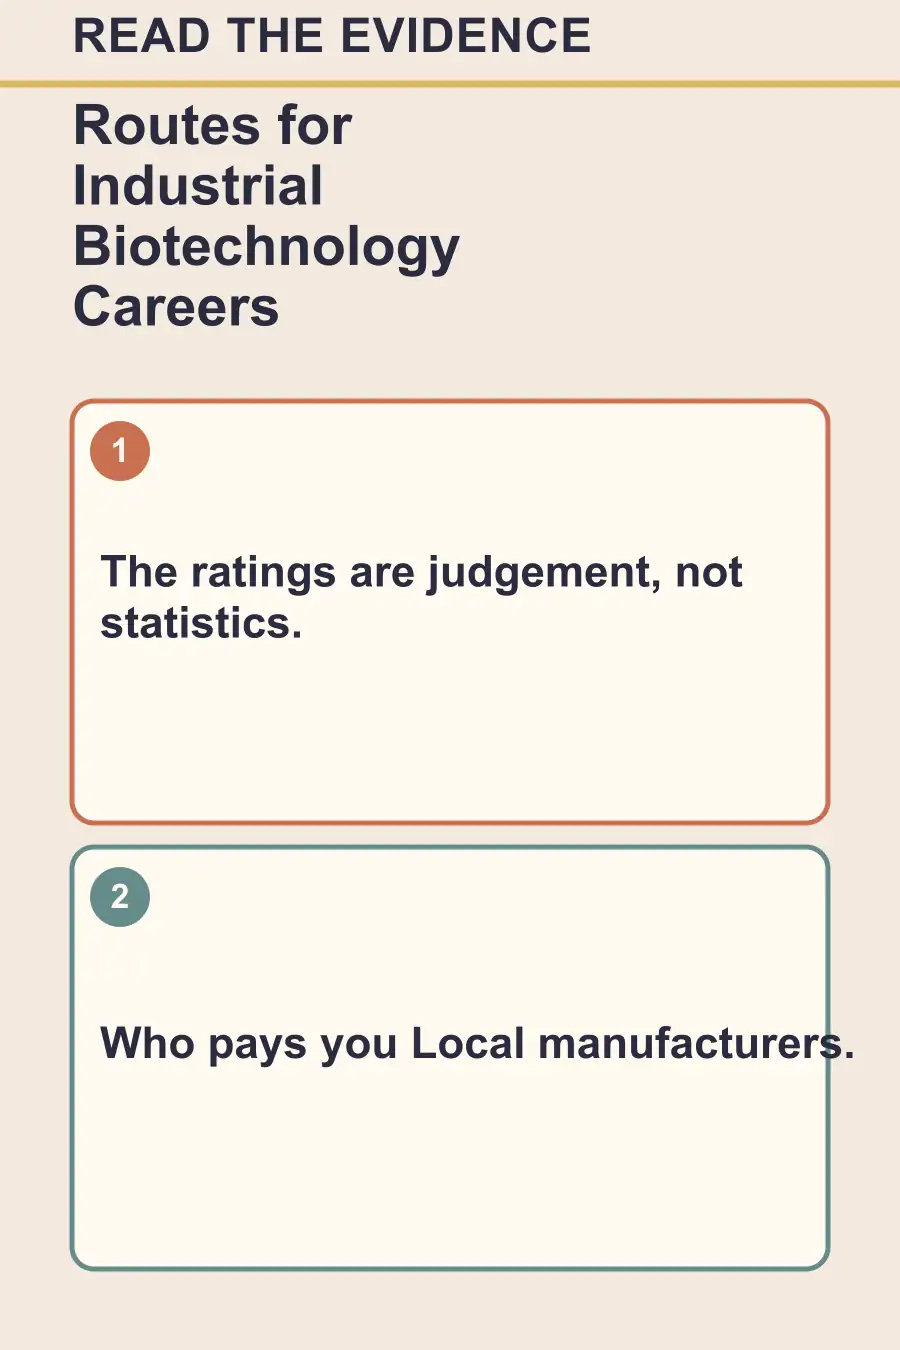 READ THE EVIDENCE
Routes for
Industrial
Biotechnology
Careers
1
The ratings are judgement, not
statistics.
2
Who pays you Local manufacturers.